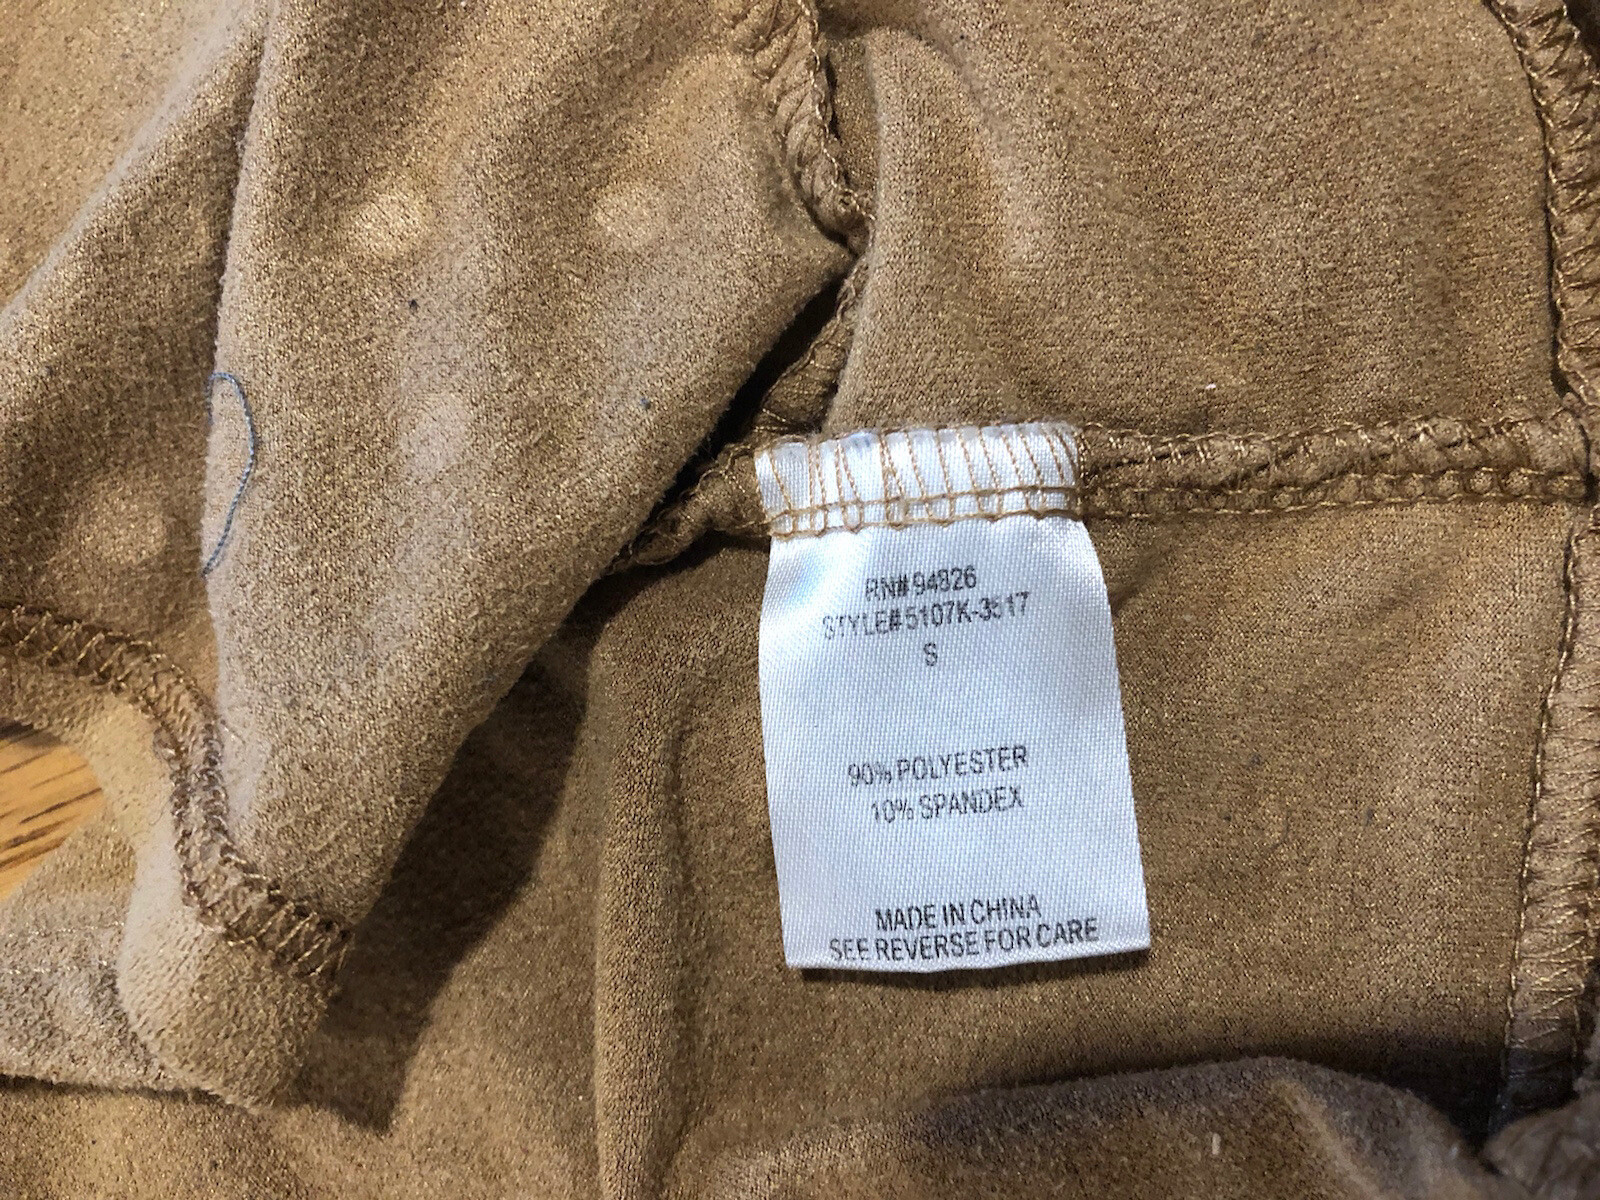 RN# 94826
STYLE# 5107K-3517
S
90% POLYESTER
10% SPANDEX
MADE IN CHINA
SEE REVERSE FOR CARE